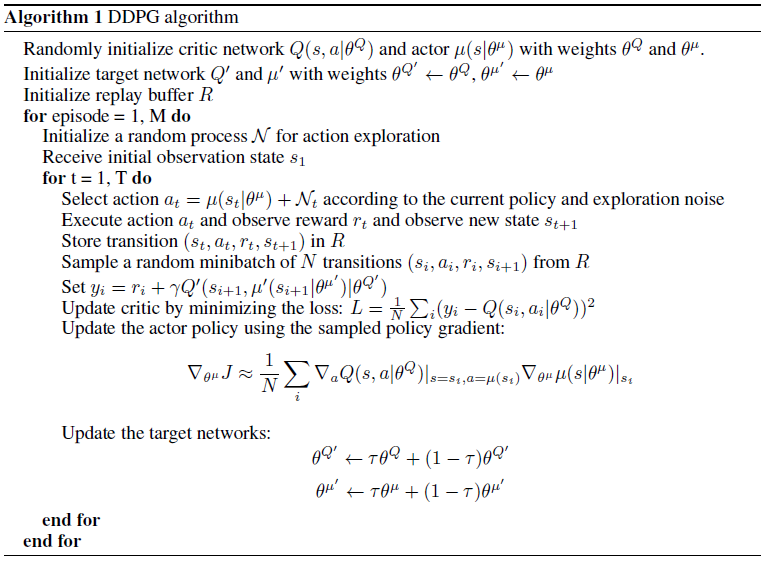 Algorithm 1 DDPG algorithm
Randomly initialize critic network Q(s, a|θ^Q) and actor μ(s|θ^μ) with weights θ^Q and θ^μ.
Initialize target network Q′ and μ′ with weights θ^{Q′} ← θ^Q, θ^{μ′} ← θ^μ
Initialize replay buffer R
for episode = 1, M do
Initialize a random process 𝒩 for action exploration
Receive initial observation state s_1
for t = 1, T do
Select action a_t = μ(s_t|θ^μ) + 𝒩_t according to the current policy and exploration noise
Execute action a_t and observe reward r_t and observe new state s_{t+1}
Store transition (s_t, a_t, r_t, s_{t+1}) in R
Sample a random minibatch of N transitions (s_i, a_i, r_i, s_{i+1}) from R
Set y_i = r_i + γQ′(s_{i+1}, μ′(s_{i+1}|θ^{μ′})|θ^{Q′})
Update critic by minimizing the loss: L = \frac{1}{N} ∑_i(y_i − Q(s_i, a_i|θ^Q))^2
Update the actor policy using the sampled policy gradient:
∇_{θ^μ} J ≈ \frac{1}{N} ∑_i ∇_a Q(s, a|θ^Q)|_{s=s_i,a=μ(s_i)} ∇_{θ^μ} μ(s|θ^μ)|_{s_i}
Update the target networks:
θ^{Q′} ← τθ^Q + (1 − τ)θ^{Q′}
θ^{μ′} ← τθ^μ + (1 − τ)θ^{μ′}
end for
end for